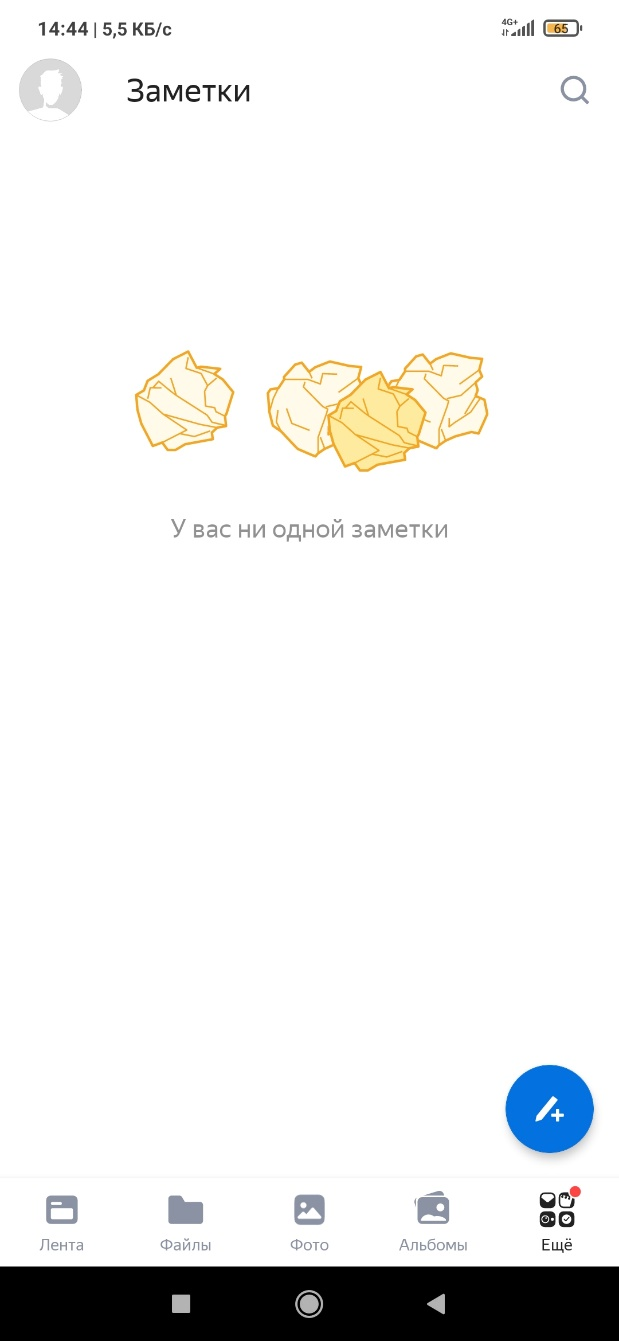 14:44 | 5,5 КБ/с 4G+ 65
Заметки
У вас ни одной заметки
Лента Файлы Фото Альбомы Ещё